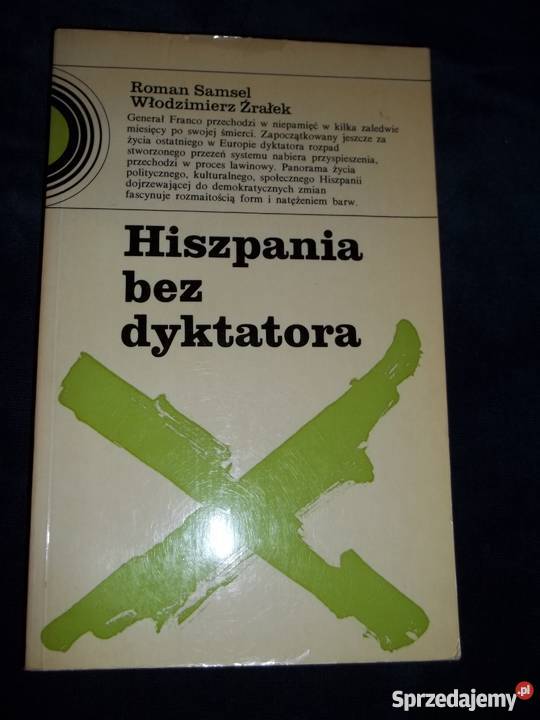 Roman Samsel
Włodzimierz Źrałek
Generał Franco przechodzi w niepamięć w kilka zaledwie
miesięcy po swojej śmierci. Zapoczątkowany jeszcze za
życia ostatniego w Europie dyktatora rozpad
stworzonego przezeń systemu nabiera przyspieszenia,
przechodzi w proces lawinowy. Panorama życia
politycznego, kulturalnego, społecznego Hiszpanii
dojrzewającej do demokratycznych zmian
fascynuje rozmaitością form i natężeniem barw.
Hiszpania
bez
dyktatora
Sprzedajemy.pl